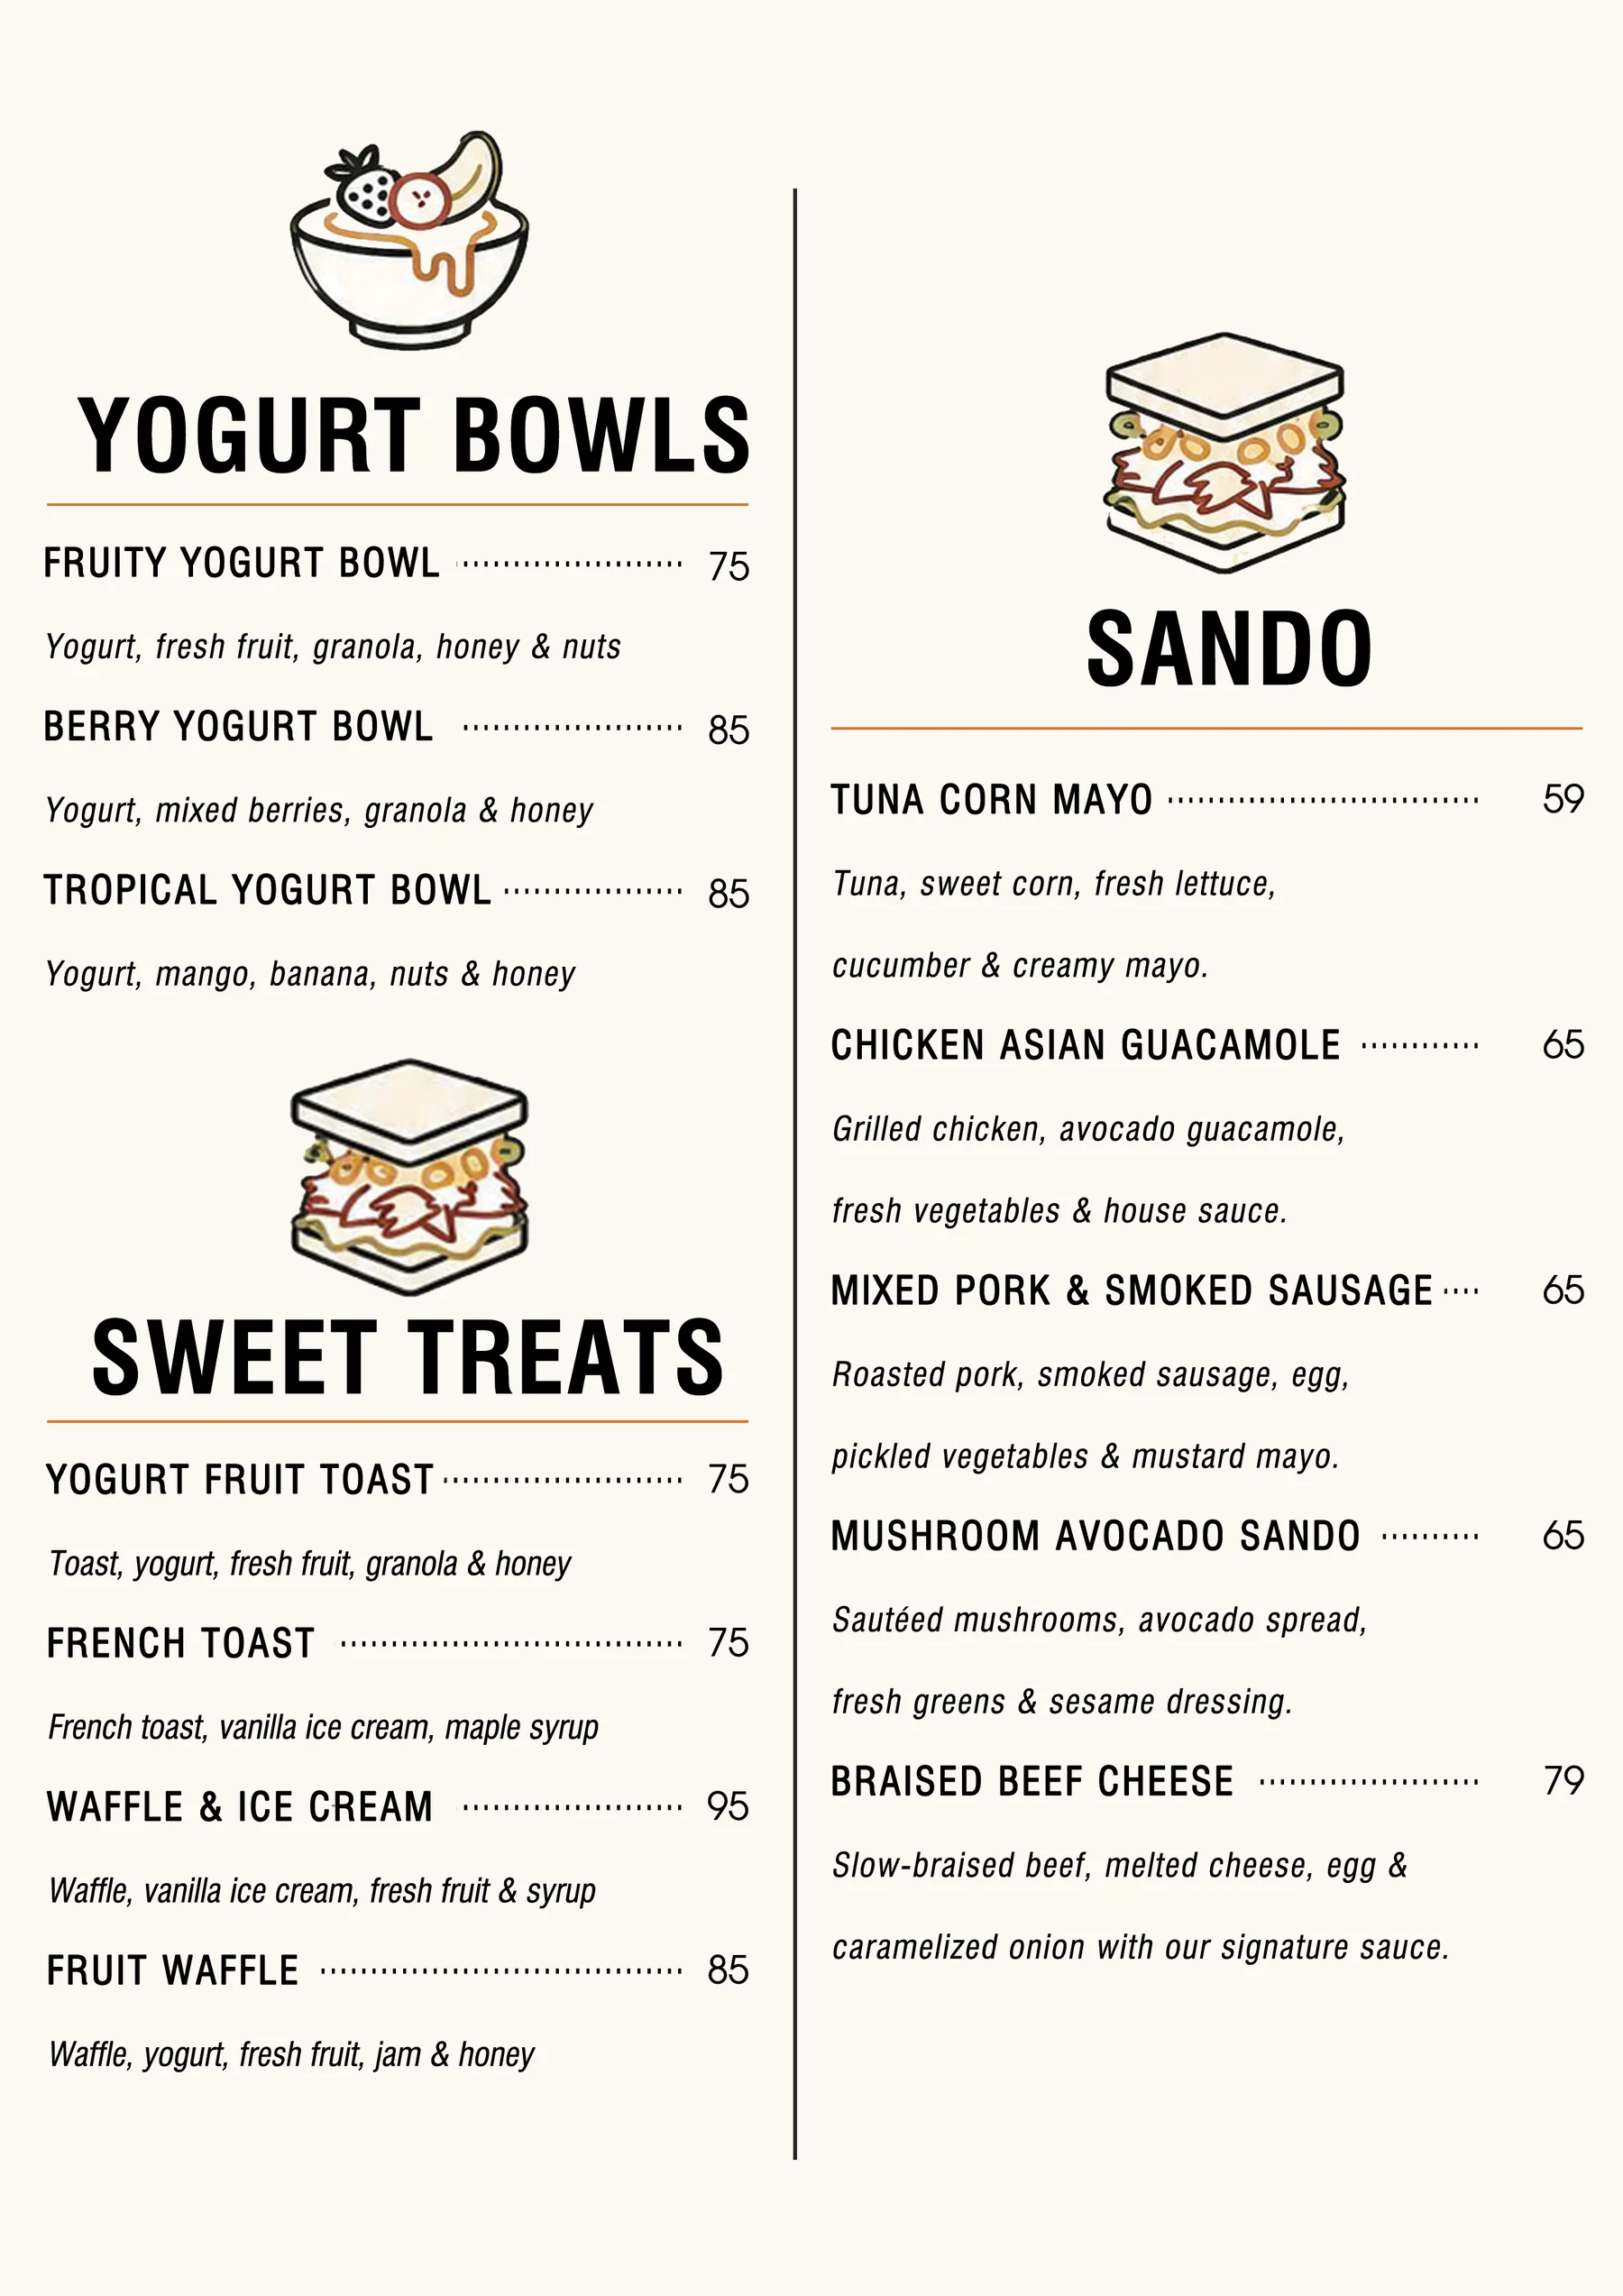 YOGURT BOWLS
FRUITY YOGURT BOWL ...................... 75
Yogurt, fresh fruit, granola, honey & nuts
BERRY YOGURT BOWL ...................... 85
Yogurt, mixed berries, granola & honey
TROPICAL YOGURT BOWL .................. 85
Yogurt, mango, banana, nuts & honey
SWEET TREATS
YOGURT FRUIT TOAST ........................ 75
Toast, yogurt, fresh fruit, granola & honey
FRENCH TOAST .................................. 75
French toast, vanilla ice cream, maple syrup
WAFFLE & ICE CREAM ...................... 95
Waffle, vanilla ice cream, fresh fruit & syrup
FRUIT WAFFLE .................................... 85
Waffle, yogurt, fresh fruit, jam & honey
SANDO
TUNA CORN MAYO ............................... 59
Tuna, sweet corn, fresh lettuce,
cucumber & creamy mayo.
CHICKEN ASIAN GUACAMOLE ............ 65
Grilled chicken, avocado guacamole,
fresh vegetables & house sauce.
MIXED PORK & SMOKED SAUSAGE .... 65
Roasted pork, smoked sausage, egg,
pickled vegetables & mustard mayo.
MUSHROOM AVOCADO SANDO .......... 65
Sautéed mushrooms, avocado spread,
fresh greens & sesame dressing.
BRAISED BEEF CHEESE ...................... 79
Slow-braised beef, melted cheese, egg &
caramelized onion with our signature sauce.